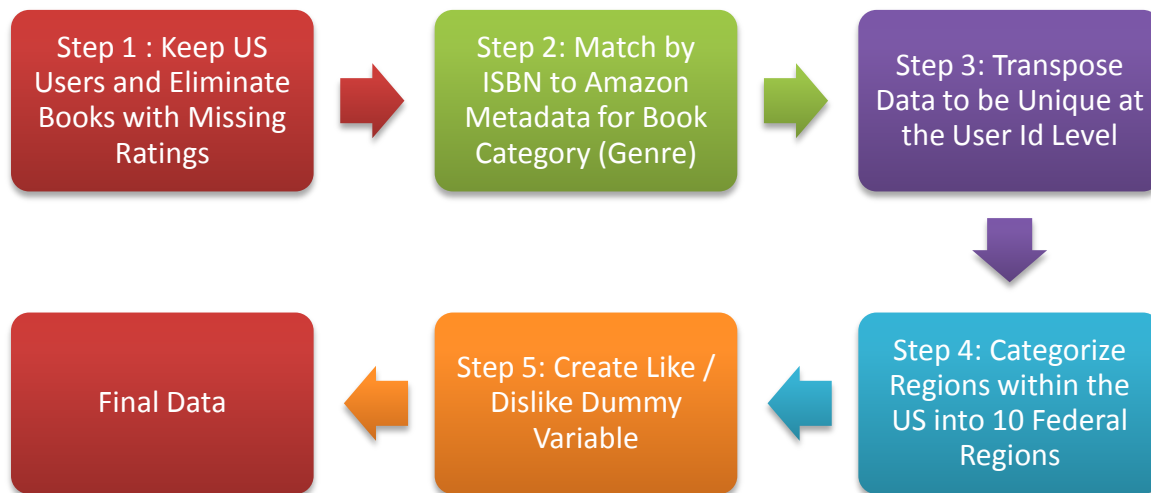 Step 1 : Keep US
Users and Eliminate
Books with Missing
Ratings
Step 2: Match by
ISBN to Amazon
Metadata for Book
Category (Genre)
Step 3: Transpose
Data to be Unique at
the User Id Level
Step 4: Categorize
Regions within the
US into 10 Federal
Regions
Step 5: Create Like /
Dislike Dummy
Variable
Final Data